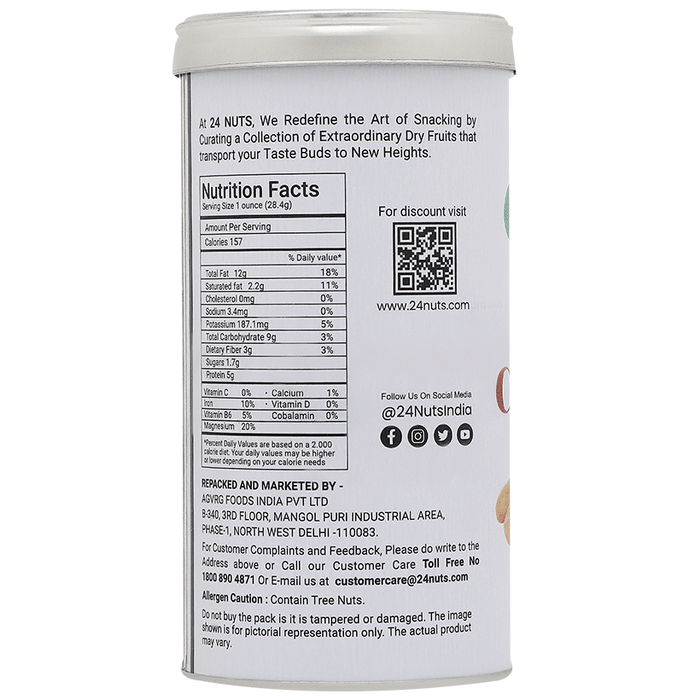 At 24 NUTS, We Redefine the Art of Snacking by
Curating a Collection of Extraordinary Dry Fruits that
transport your Taste Buds to New Heights.
Nutrition Facts
Serving Size 1 ounce (28.4g)
Amount Per Serving
Calories 157
% Daily value*
Total Fat 12g 18%
Saturated fat 2.2g 11%
Cholesterol 0mg 0%
Sodium 3.4mg 0%
Potassium 187.1mg 5%
Total Carbohydrate 9g 3%
Dietary Fiber 3g 3%
Sugars 1.7g
Protein 5g
Vitamin C 0% · Calcium 1%
Iron 10% · Vitamin D 0%
Vitamin B6 5% Cobalamin 0%
Magnesium 20%
*Percent Daily Values are based on a 2.000
calorie diet. Your daily values may be higher
or lower depending on your calorie needs
For discount visit
www.24nuts.com
Follow Us On Social Media
@24NutsIndia
REPACKED AND MARKETED BY -
AGVRG FOODS INDIA PVT LTD
B-340, 3RD FLOOR, MANGOL PURI INDUSTRIAL AREA,
PHASE-1, NORTH WEST DELHI -110083.
For Customer Complaints and Feedback, Please do write to the
Address above or Call our Customer Care Toll Free No
1800 890 4871 Or E-mail us at customercare@24nuts.com
Allergen Caution : Contain Tree Nuts.
Do not buy the pack is it is tampered or damaged. The image
shown is for pictorial representation only. The actual product
may vary.